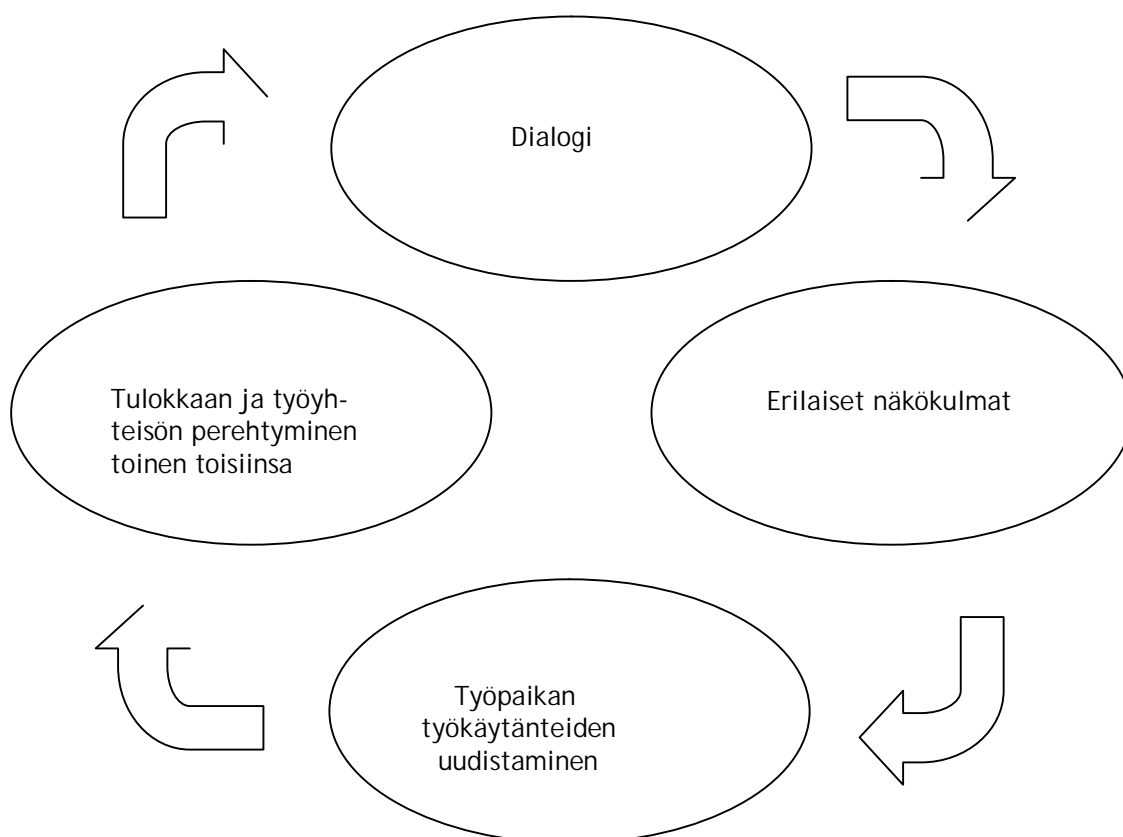 Dialogi
Tulokkaan ja työyh-
teisön perehtyminen
toinen toisiinsa
Erilaiset näkökulmat
Työpaikan
työkäytänteiden
uudistaminen